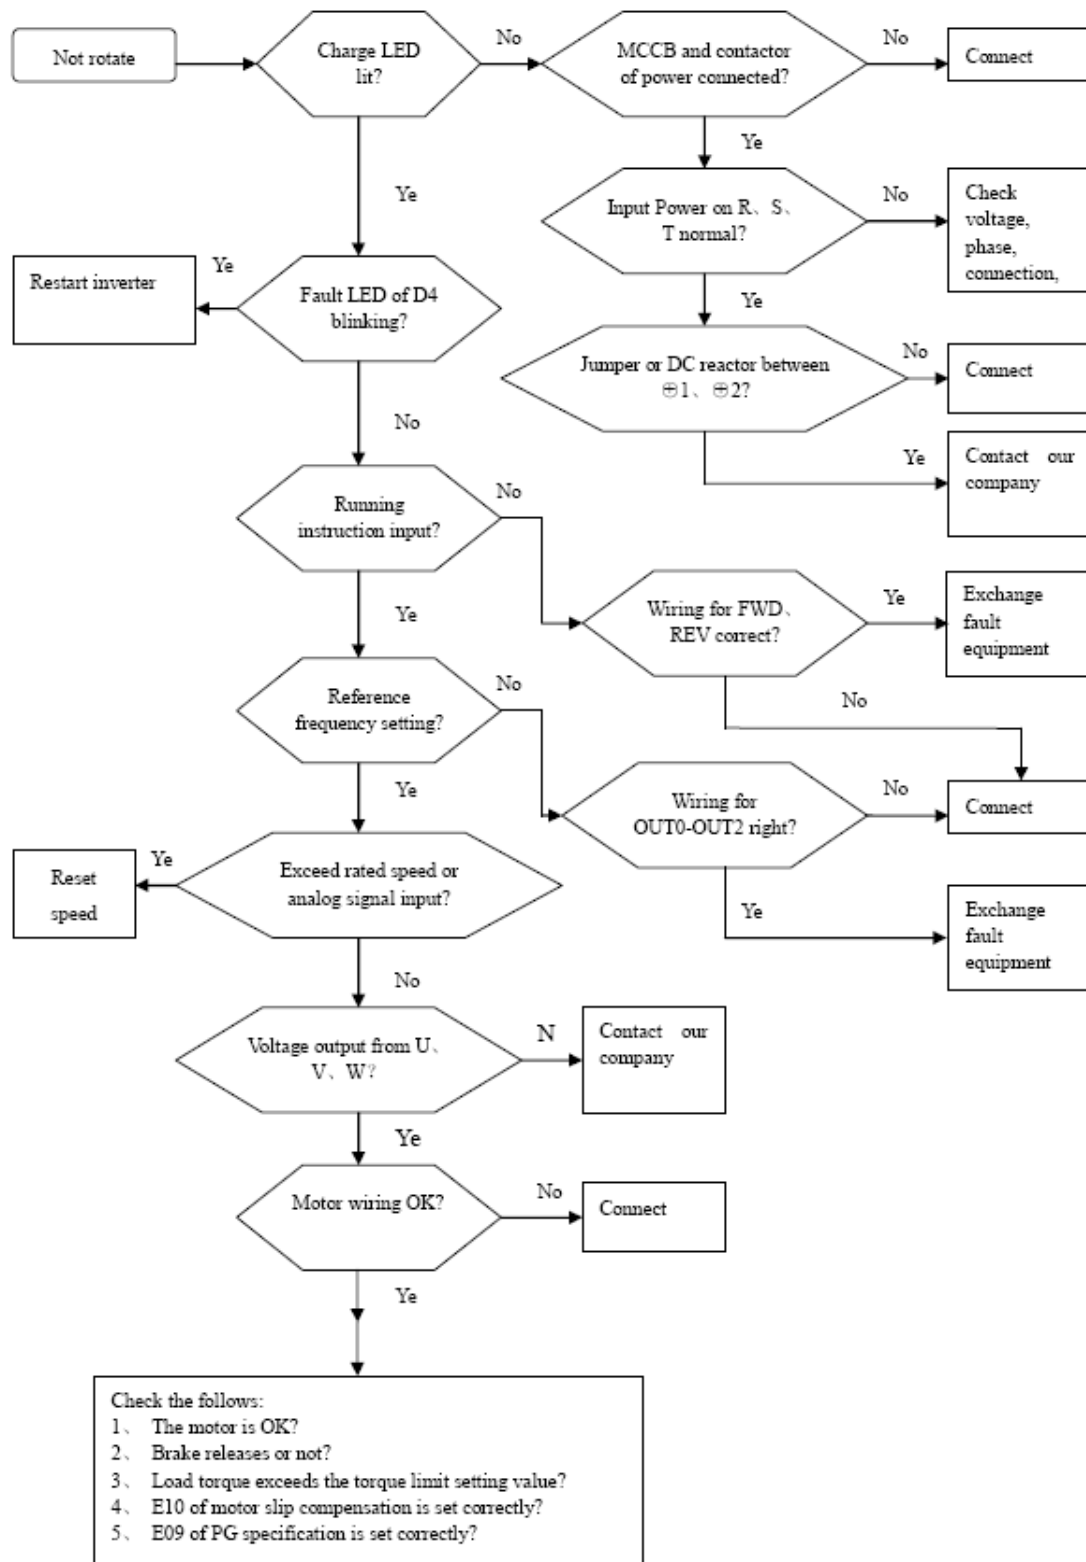 Not rotate
Charge LED
lit?
No
MCCB and contactor
of power connected?
No
Connect
Ye
Ye
Input Power on R、S、
T normal?
No
Check
voltage,
phase,
connection,
Ye
Restart inverter
Fault LED of D4
blinking?
Ye
Jumper or DC reactor between
⊕1、⊕2?
No
Connect
No
Ye
Contact our
company
Running
instruction input?
No
Ye
Wiring for FWD、
REV correct?
Ye
Exchange
fault
equipment
No
Reference
frequency setting?
No
Ye
Wiring for
OUT0-OUT2 right?
No
Connect
Ye
Reset
speed
Exceed rated speed or
analog signal input?
Ye
Exchange
fault
equipment
No
Voltage output from U、
V、W?
N
Contact our
company
Ye
Motor wiring OK?
No
Connect
Ye
Check the follows:
1、 The motor is OK?
2、 Brake releases or not?
3、 Load torque exceeds the torque limit setting value?
4、 E10 of motor slip compensation is set correctly?
5、 E09 of PG specification is set correctly?